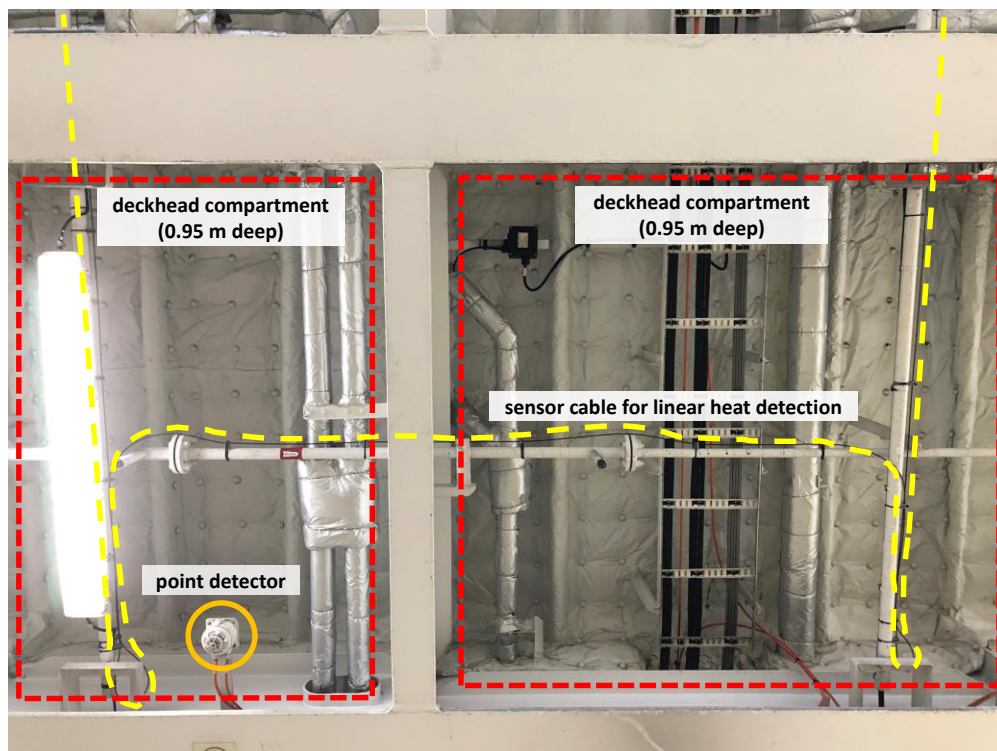 deckhead compartment
(0.95 m deep)
deckhead compartment
(0.95 m deep)
sensor cable for linear heat detection
point detector